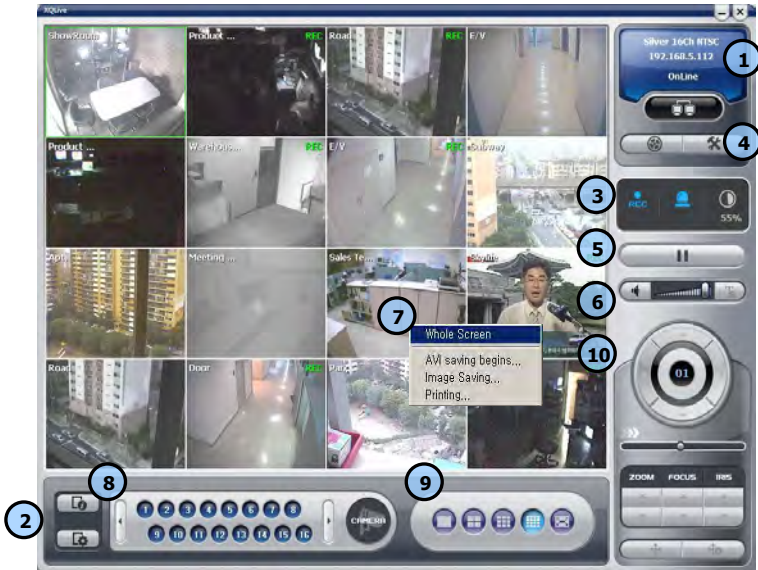 XQLive
ShowRoom
Product ... REC
Road REC
E/V
Silver 16Ch NTSC
192.168.5.112
OnLine
1
4
Product ...
Warehous... REC
E/V REC
Subway
3
REC
55%
5
Apt
Meeting ...
Sales Te...
6
7
Whole Screen
AVI saving begins...
Image Saving...
Printing...
10
01
Road
Door REC
8
9
ZOOM FOCUS IRIS
2
1 2 3 4 5 6 7 8
9 10 11 12 13 14 15 16
CAMERA